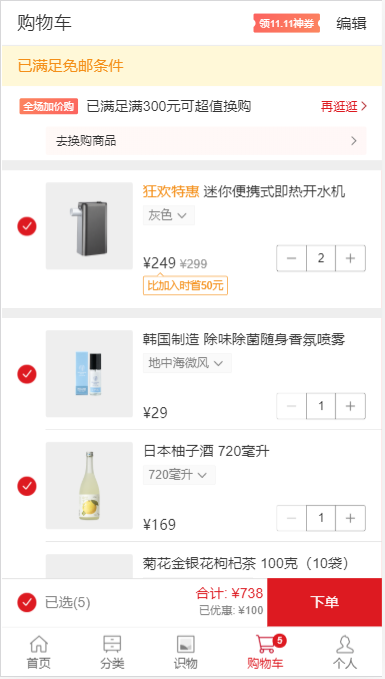 购物车
领11.11神券
编辑
已满足免邮条件
全场加价购 已满足满300元可超值换购 再逛逛
去换购商品
狂欢特惠 迷你便携式即热开水机
灰色
¥249 ¥299
2
比加入时省50元
韩国制造 除味除菌随身香氛喷雾
地中海微风
¥29
1
日本柚子酒 720毫升
720毫升
¥169
1
菊花金银花枸杞茶 100克（10袋）
已选(5)
合计: ¥738
已优惠: ¥100
下单
5
首页 分类 识物 购物车 个人